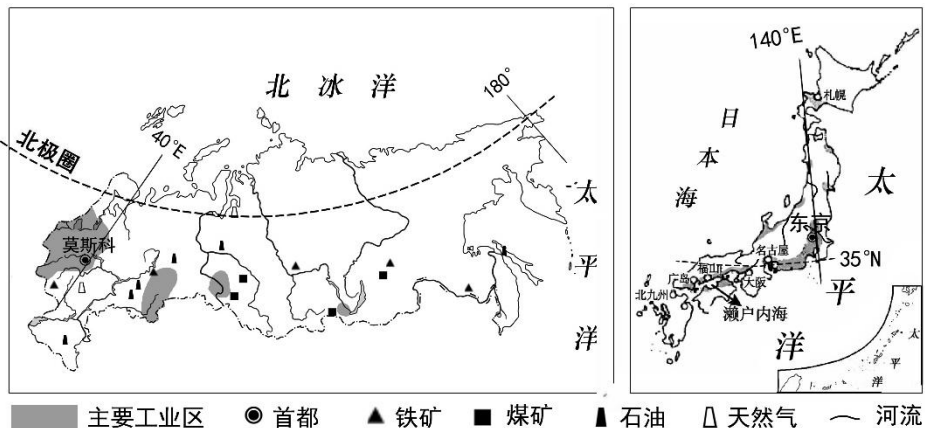 北冰洋
180°
40°E
北极圈
莫斯科
太平洋
140°E
札幌
日本海
太
东京
名古屋
35°N
福山
大阪
广岛
北九州
濑户内海
平
洋
太
平
洋
主要工业区
首都
铁矿
煤矿
石油
天然气
河流